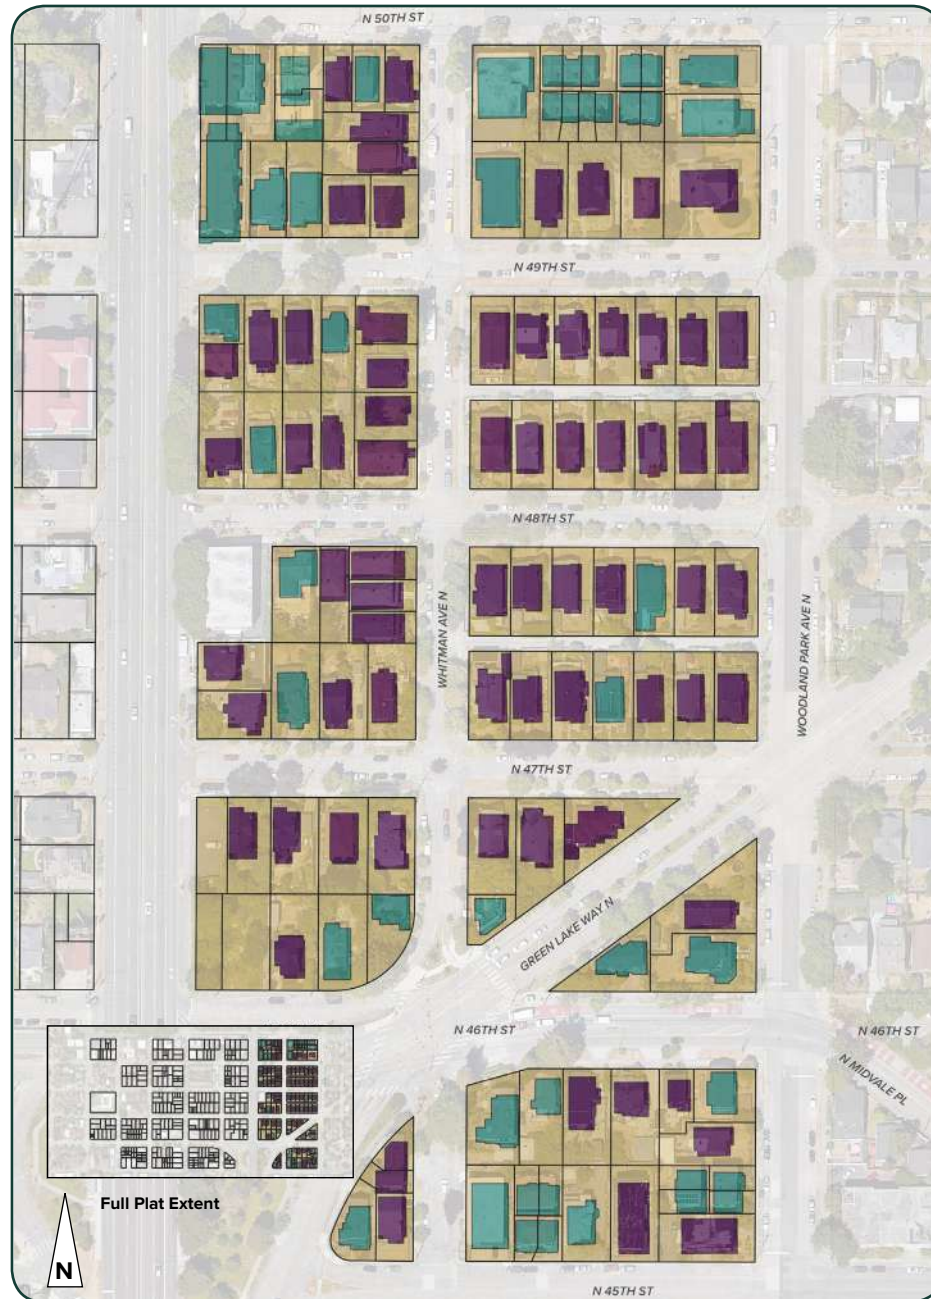 N 50TH ST
N 49TH ST
N 48TH ST
WHITMAN AVE N
WOODLAND PARK AVE N
N 47TH ST
GREEN LAKE WAY N
N 46TH ST
N 46TH ST
N MIDVALE PL
Full Plat Extent
N
N 45TH ST